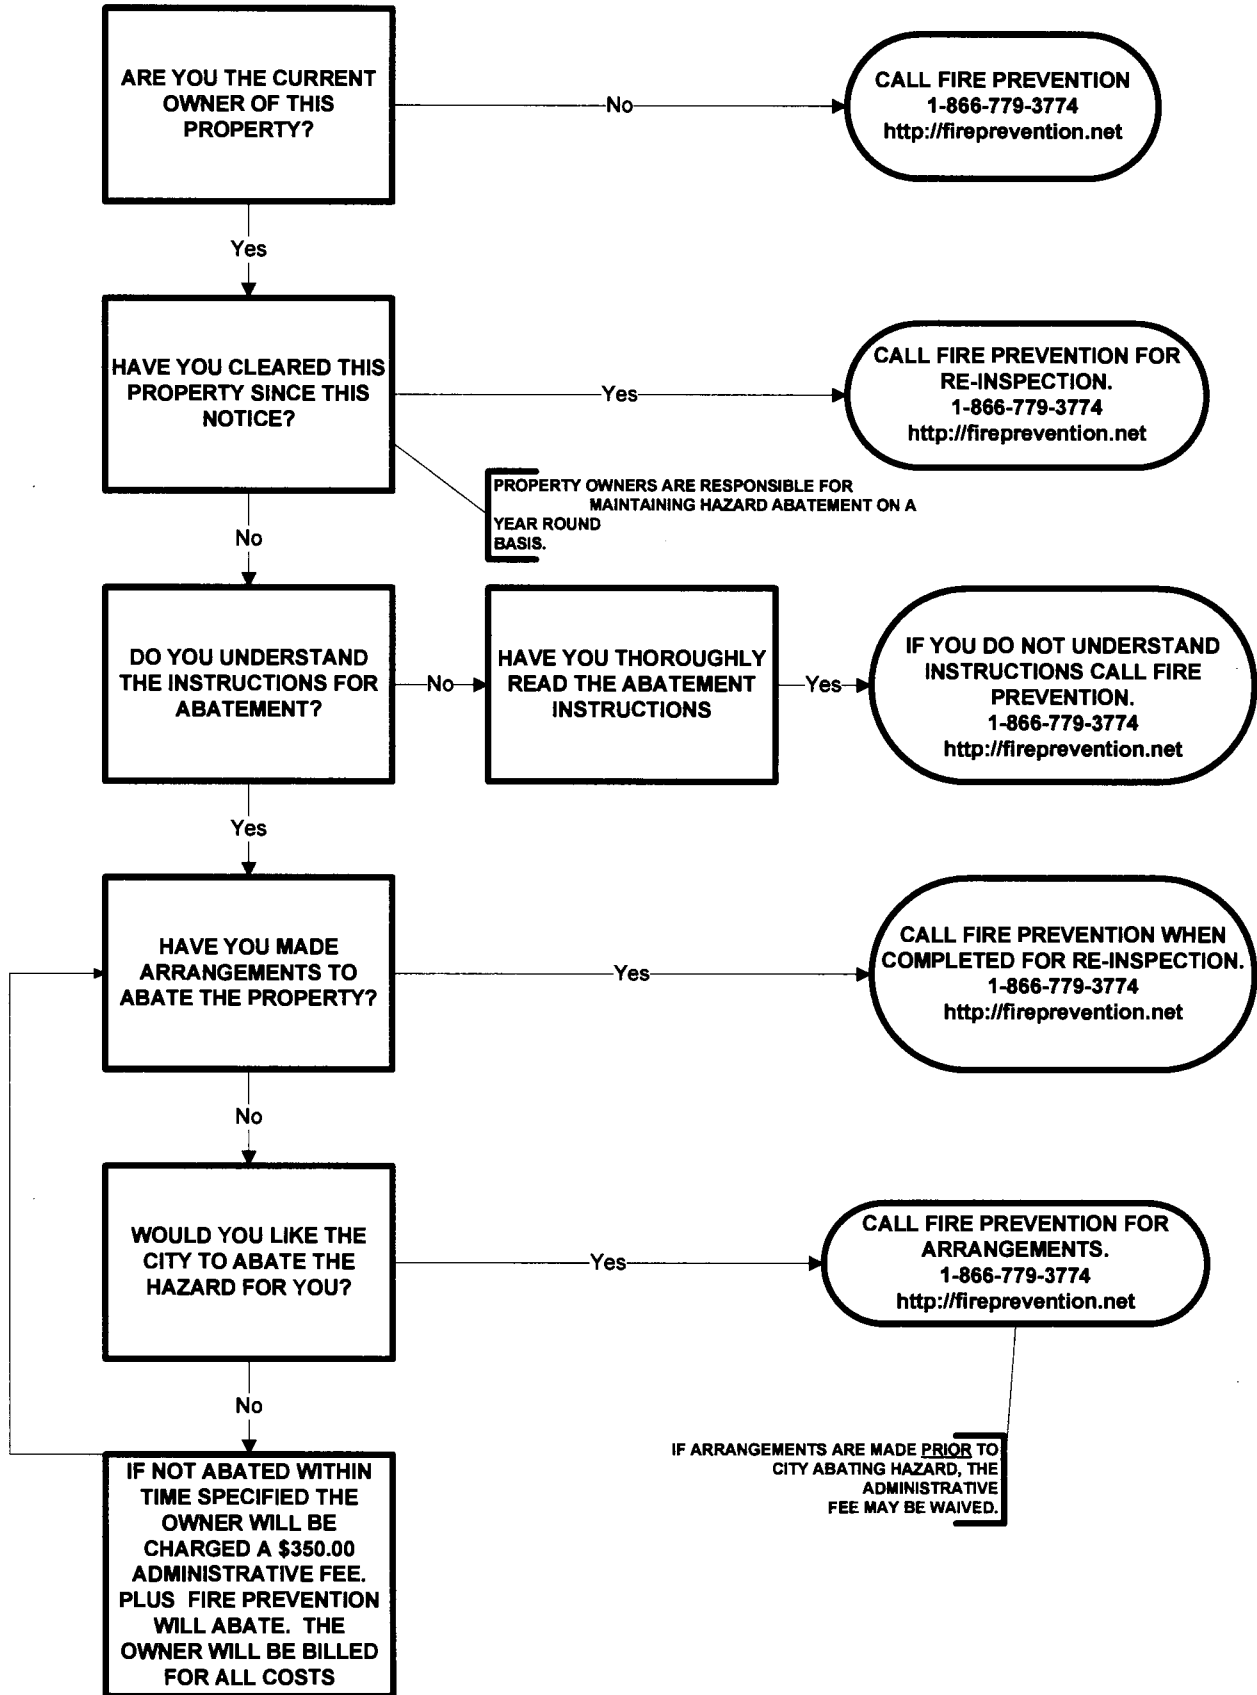 ARE YOU THE CURRENT
OWNER OF THIS
PROPERTY?
No
CALL FIRE PREVENTION
1-866-779-3774
http://fireprevention.net
Yes
HAVE YOU CLEARED THIS
PROPERTY SINCE THIS
NOTICE?
Yes
CALL FIRE PREVENTION FOR
RE-INSPECTION.
1-866-779-3774
http://fireprevention.net
PROPERTY OWNERS ARE RESPONSIBLE FOR
MAINTAINING HAZARD ABATEMENT ON A
YEAR ROUND
BASIS.
No
DO YOU UNDERSTAND
THE INSTRUCTIONS FOR
ABATEMENT?
No
HAVE YOU THOROUGHLY
READ THE ABATEMENT
INSTRUCTIONS
Yes
IF YOU DO NOT UNDERSTAND
INSTRUCTIONS CALL FIRE
PREVENTION.
1-866-779-3774
http://fireprevention.net
Yes
HAVE YOU MADE
ARRANGEMENTS TO
ABATE THE PROPERTY?
Yes
CALL FIRE PREVENTION WHEN
COMPLETED FOR RE-INSPECTION.
1-866-779-3774
http://fireprevention.net
No
WOULD YOU LIKE THE
CITY TO ABATE THE
HAZARD FOR YOU?
Yes
CALL FIRE PREVENTION FOR
ARRANGEMENTS.
1-866-779-3774
http://fireprevention.net
No
IF ARRANGEMENTS ARE MADE PRIOR TO
CITY ABATING HAZARD, THE
ADMINISTRATIVE
FEE MAY BE WAIVED.
IF NOT ABATED WITHIN
TIME SPECIFIED THE
OWNER WILL BE
CHARGED A $350.00
ADMINISTRATIVE FEE.
PLUS FIRE PREVENTION
WILL ABATE. THE
OWNER WILL BE BILLED
FOR ALL COSTS